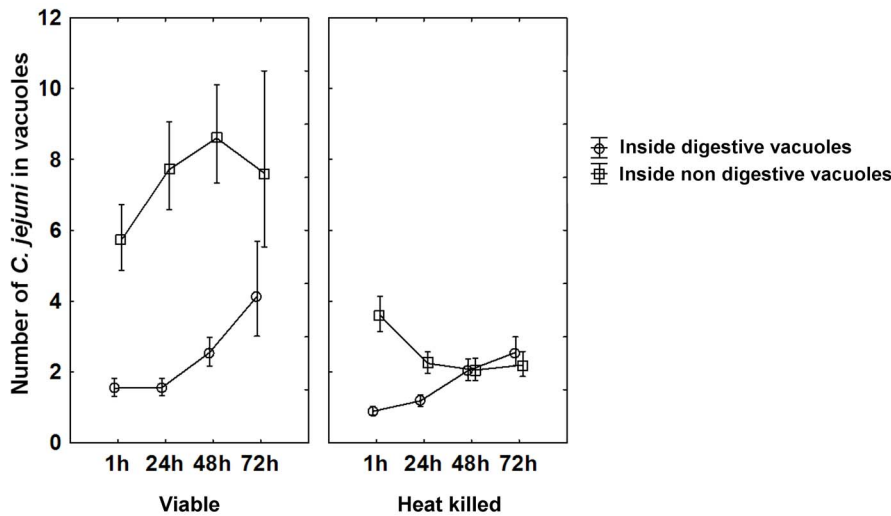 Number of C. jejuni in vacuoles
12
10
8
6
4
2
0
1h 24h 48h 72h
Viable
1h 24h 48h 72h
Heat killed
Inside digestive vacuoles
Inside non digestive vacuoles